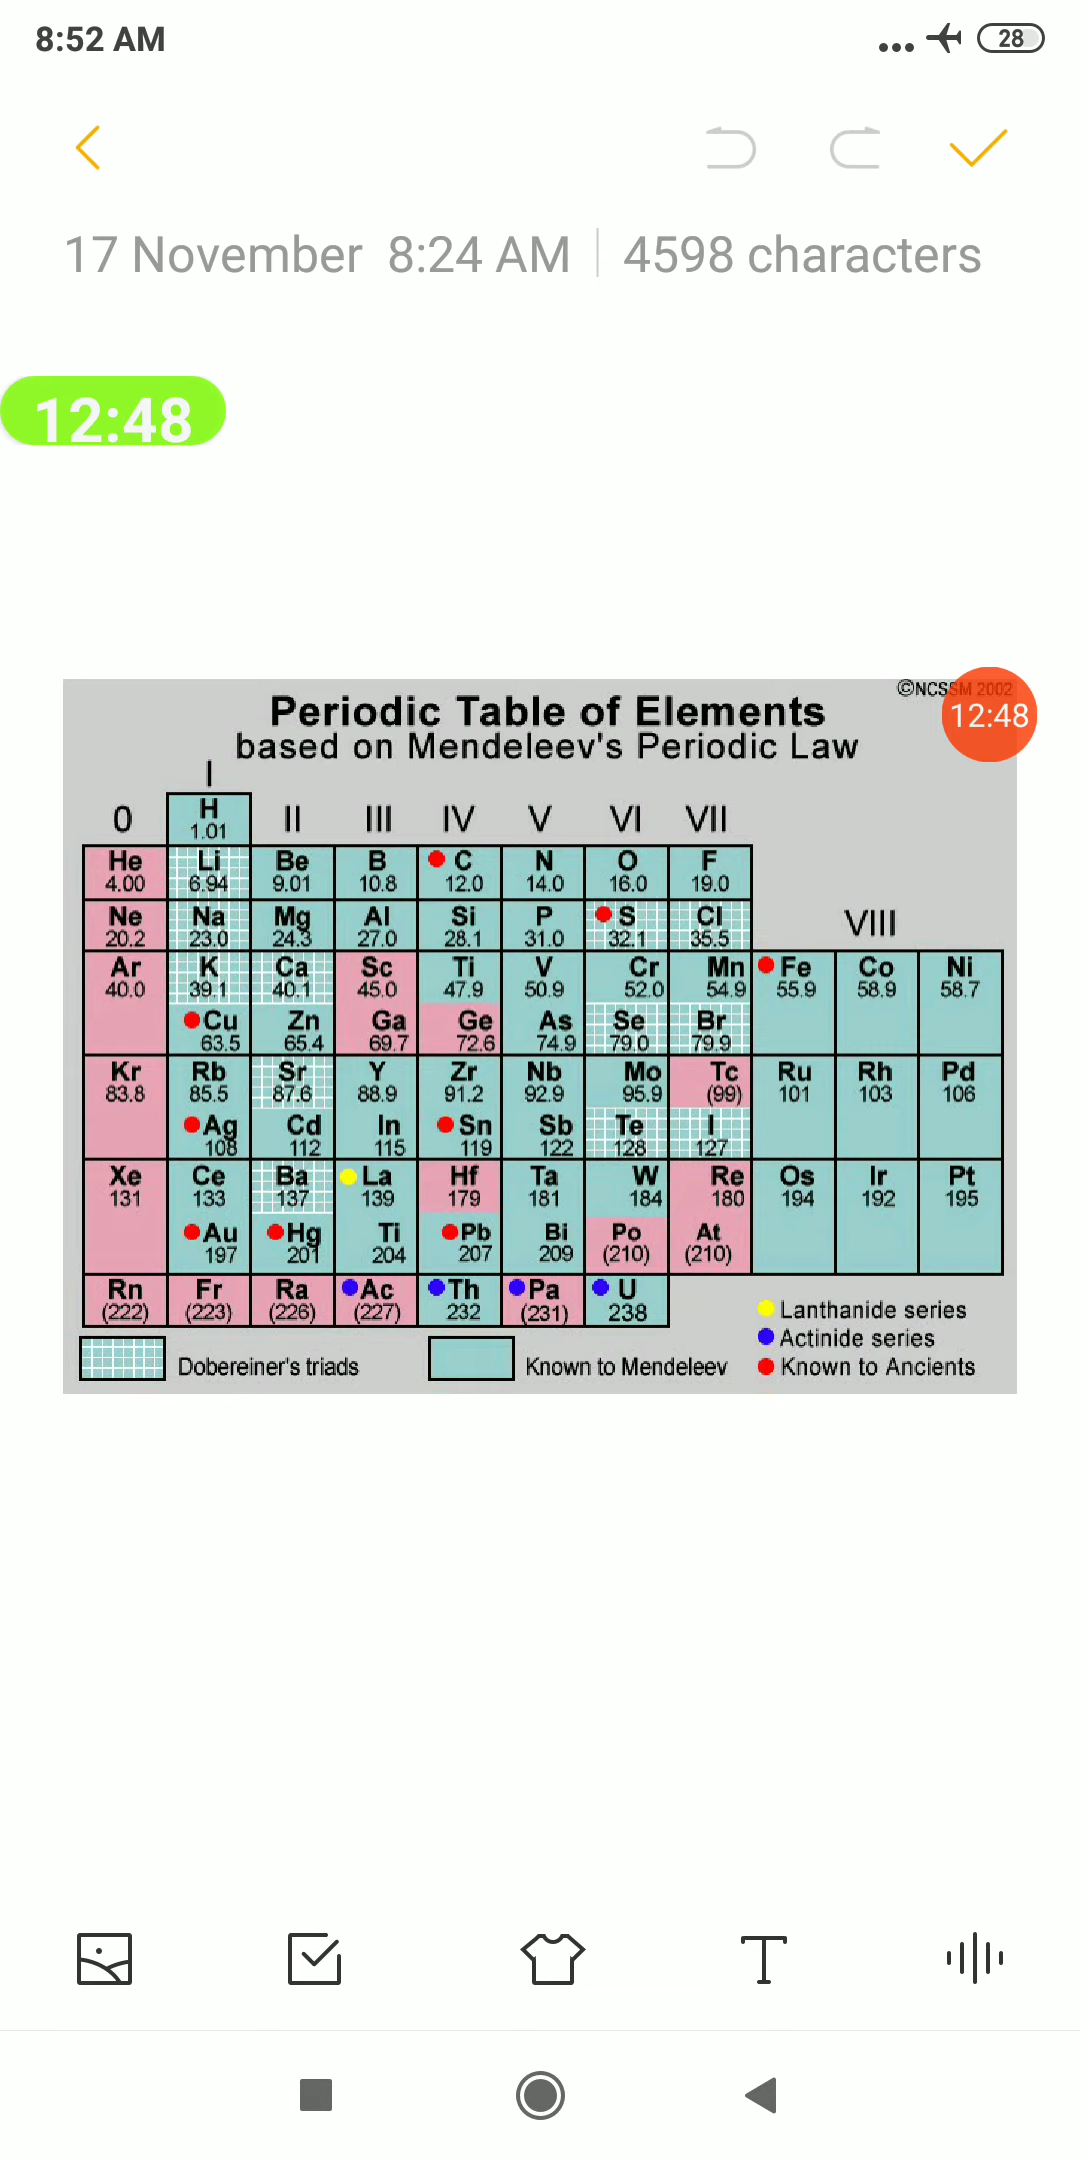 8:52 AM
28
17 November 8:24 AM | 4598 characters
12:48
©NCSSM 2002
12:48
Periodic Table of Elements
based on Mendeleev's Periodic Law
I
0 H II III IV V VI VII
1.01
He Li Be B C N O F
4.00 6.94 9.01 10.8 12.0 14.0 16.0 19.0
Ne Na Mg Al Si P S Cl VIII
20.2 23.0 24.3 27.0 28.1 31.0 32.1 35.5
Ar K Ca Sc Ti V Cr Mn Fe Co Ni
40.0 39.1 40.1 45.0 47.9 50.9 52.0 54.9 55.9 58.9 58.7
Cu Zn Ga Ge As Se Br
63.5 65.4 69.7 72.6 74.9 79.0 79.9
Kr Rb Sr Y Zr Nb Mo Tc Ru Rh Pd
83.8 85.5 87.6 88.9 91.2 92.9 95.9 (99) 101 103 106
Ag Cd In Sn Sb Te I
108 112 115 119 122 128 127
Xe Ce Ba La Hf Ta W Re Os Ir Pt
131 133 137 139 179 181 184 180 194 192 195
Au Hg Ti Pb Bi Po At
197 201 204 207 209 (210) (210)
Rn Fr Ra Ac Th Pa U
(222) (223) (226) (227) 232 (231) 238
Lanthanide series
Actinide series
Dobereiner's triads Known to Mendeleev Known to Ancients